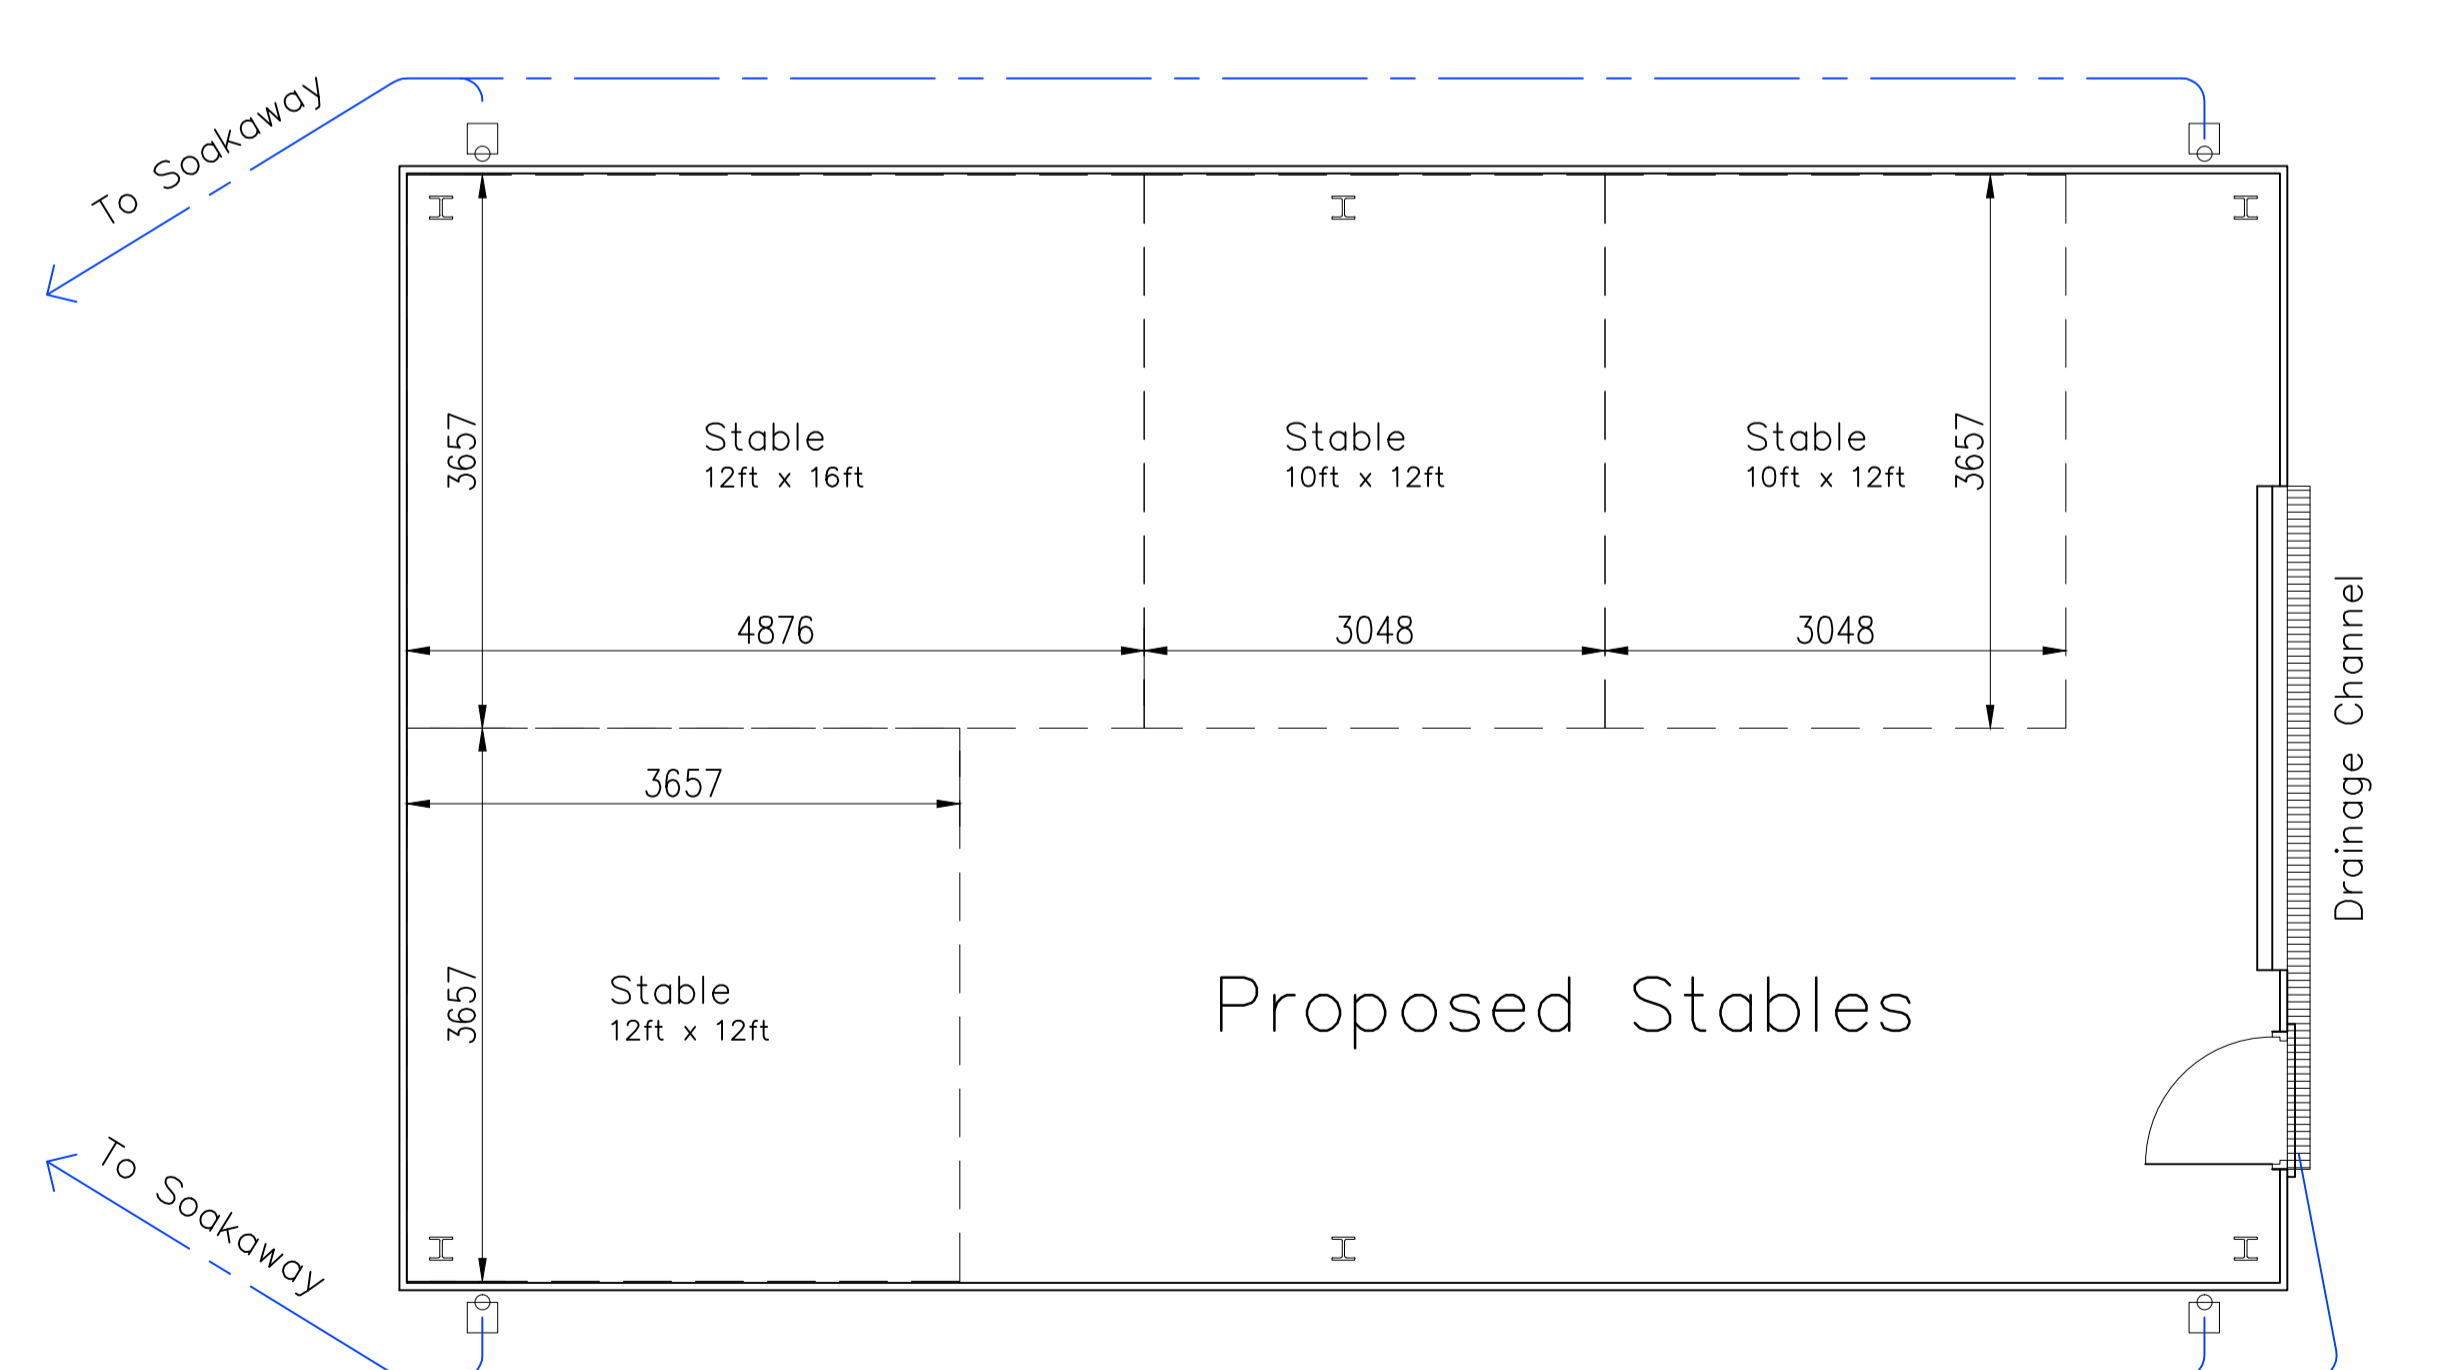 To Soakaway
3657
Stable
12ft x 16ft
Stable
10ft x 12ft
Stable
10ft x 12ft
3657
4876
3048
3048
Drainage Channel
3657
3657
Stable
12ft x 12ft
Proposed Stables
To Soakaway